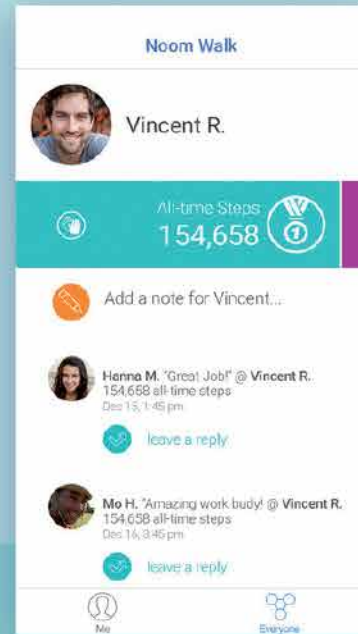 Noom Walk
Vincent R.
All-time Steps
154,658
1
Add a note for Vincent...
Hanna M. "Great Job!" @ Vincent R.
154,658 all-time steps
Dec 15, 1:45 pm
leave a reply
Mo H. "Amazing work budy! @ Vincent R.
154,658 all-time steps
Dec 16, 3:45 pm
leave a reply
Me
Everyone